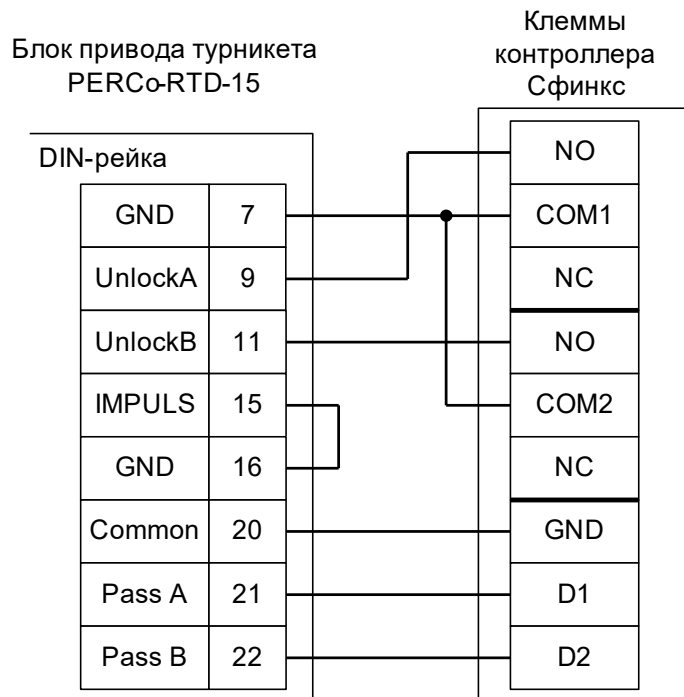 Блок привода турникета
PERCo-RTD-15
Клеммы
контроллера
Сфинкс
DIN-рейка
GND 7
UnlockA 9
UnlockB 11
IMPULS 15
GND 16
Common 20
Pass A 21
Pass B 22
NO
COM1
NC
NO
COM2
NC
GND
D1
D2